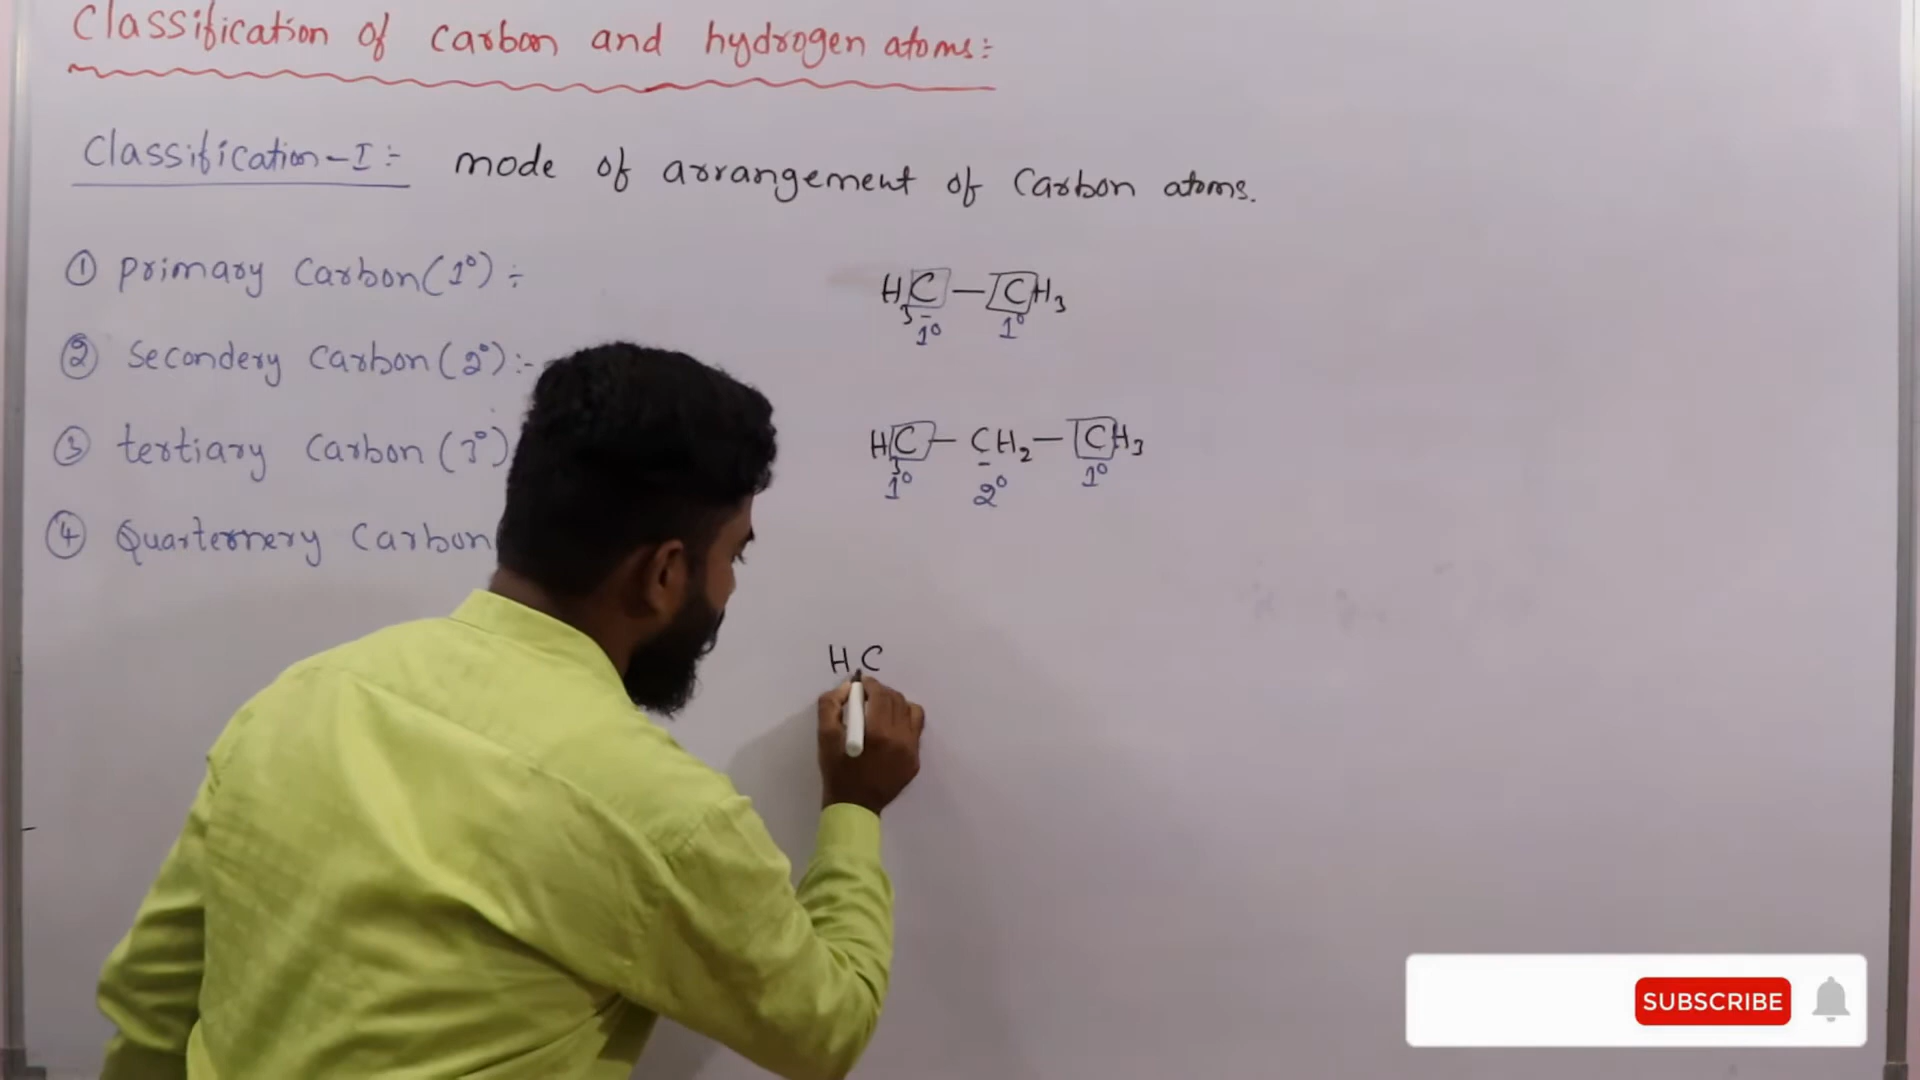 Classification of carbon and hydrogen atoms:-
Classification-I:- mode of arrangement of Carbon atoms.
① primary Carbon(1°):-
H₃C—CH₃
1° 1°
② Secondery Carbon(2°):-
H₃C—CH₂—CH₃
1° 2° 1°
③ tertiary Carbon(3°)
④ Quarternery Carbon
HC
SUBSCRIBE